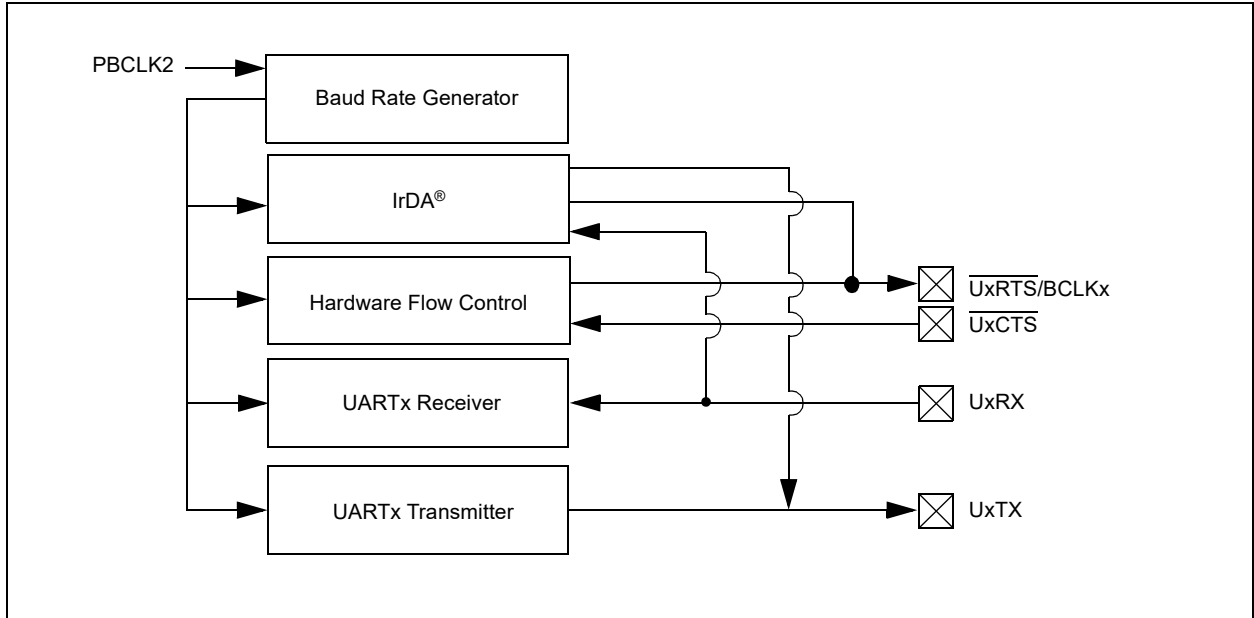 PBCLK2
Baud Rate Generator
IrDA®
Hardware Flow Control
UxRTS/BCLKx
UxCTS
UARTx Receiver
UxRX
UARTx Transmitter
UxTX